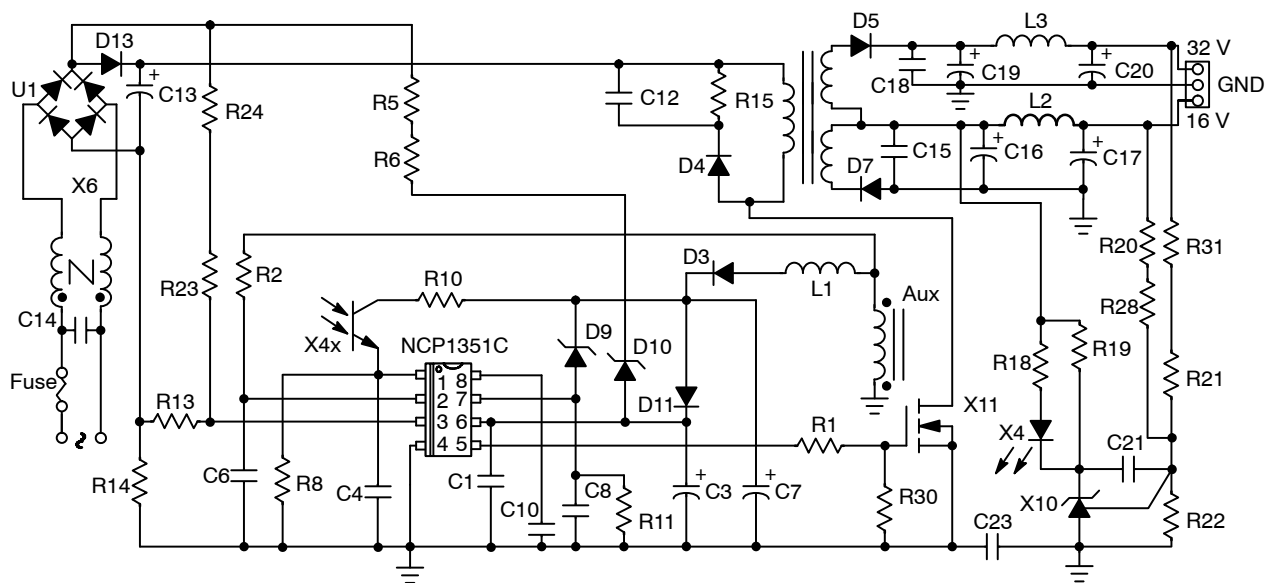 D5
L3
32 V
D13
U1
C13
R24
R5
C12
R15
C18
C19
C20
GND
L2
16 V
R6
D4
C15
C16
C17
D7
X6
R20
R31
R23
R2
D3
L1
Aux
R10
R28
C14
X4x
NCP1351C
D9
D10
R18
R19
Fuse
1 8
2 7
3 6
4 5
D11
R21
R13
R1
X11
X4
C21
R14
C6
R8
C4
C1
C10
C8
R11
C3
C7
R30
X10
C23
R22